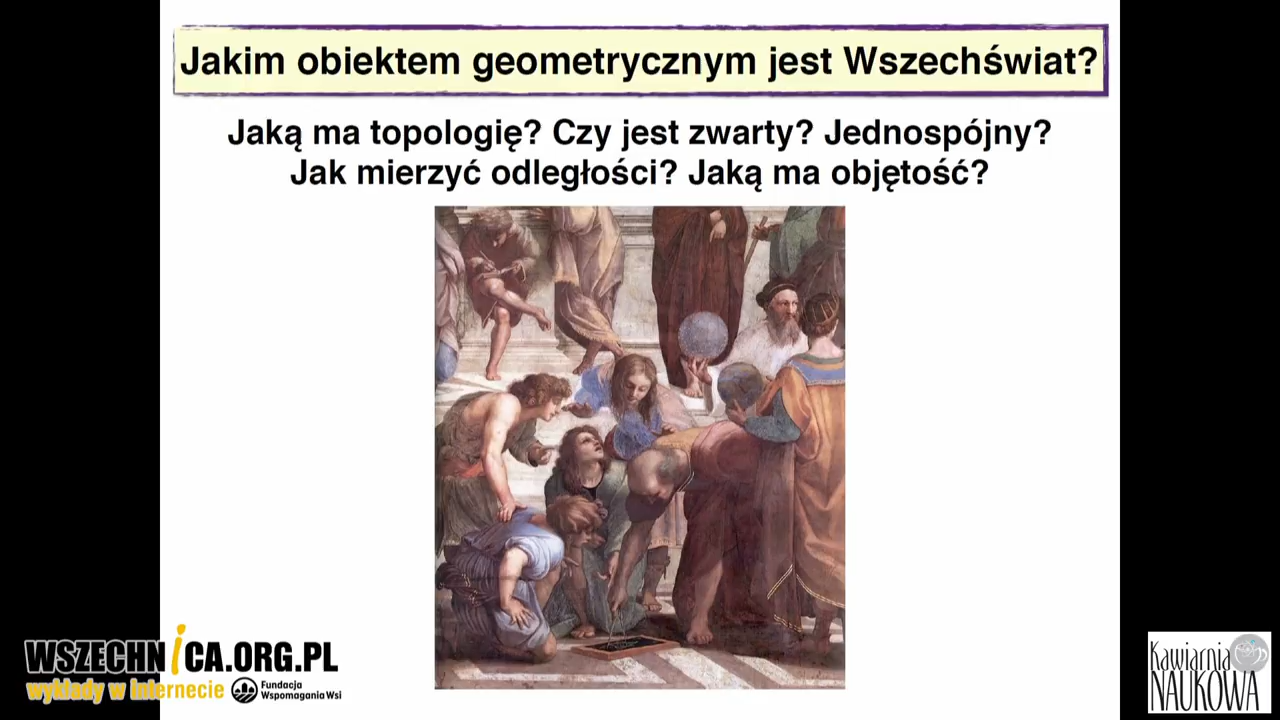 Jakim obiektem geometrycznym jest Wszechświat?
Jaką ma topologię? Czy jest zwarty? Jednospójny?
Jak mierzyć odległości? Jaką ma objętość?
WSZECHNiCA.ORG.PL
wykłady w internecie
Fundacja
Wspomagania Wsi
Kawiarnia
NAUKOWA